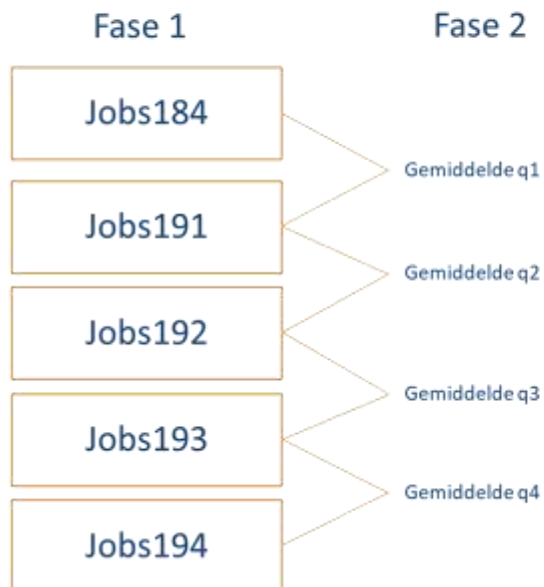 Fase 1
Fase 2
Jobs184
Gemiddelde q1
Jobs191
Gemiddelde q2
Jobs192
Gemiddelde q3
Jobs193
Gemiddelde q4
Jobs194